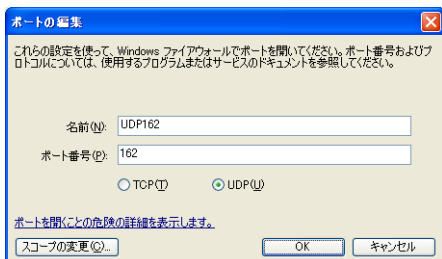 ポートの編集
これらの設定を使って、Windows ファイアウォールでポートを開いてください。ポート番号およびプ
ロトコルについては、使用するプログラムまたはサービスのドキュメントを参照してください。
名前(N): UDP162
ポート番号(P): 162
TCP(T) UDP(U)
ポートを開くことの危険の詳細を表示します。
スコープの変更(C)... OK キャンセル